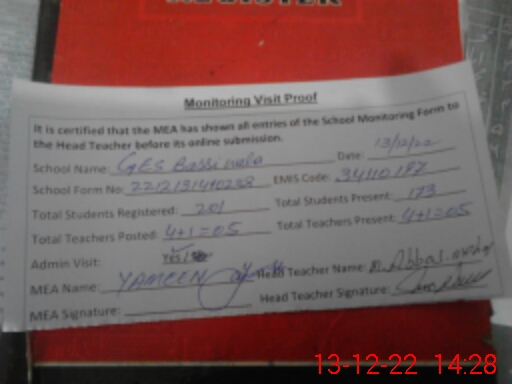 REGISTER
Monitoring Visit Proof
It is certified that the MEA has shown all entries of the School Monitoring Form to
the Head Teacher before its online submission.
School Name: GES Date: 13/12/22
School Form No: EMIS Code:
Total Students Registered: 201 Total Students Present: 173
Total Teachers Posted: 4+1=05 Total Teachers Present: 4+1=05
Admin Visit: Yes/
MEA Name: YAMEEN Head Teacher Name: M. Abbas
MEA Signature: Head Teacher Signature:
13-12-22 14:28